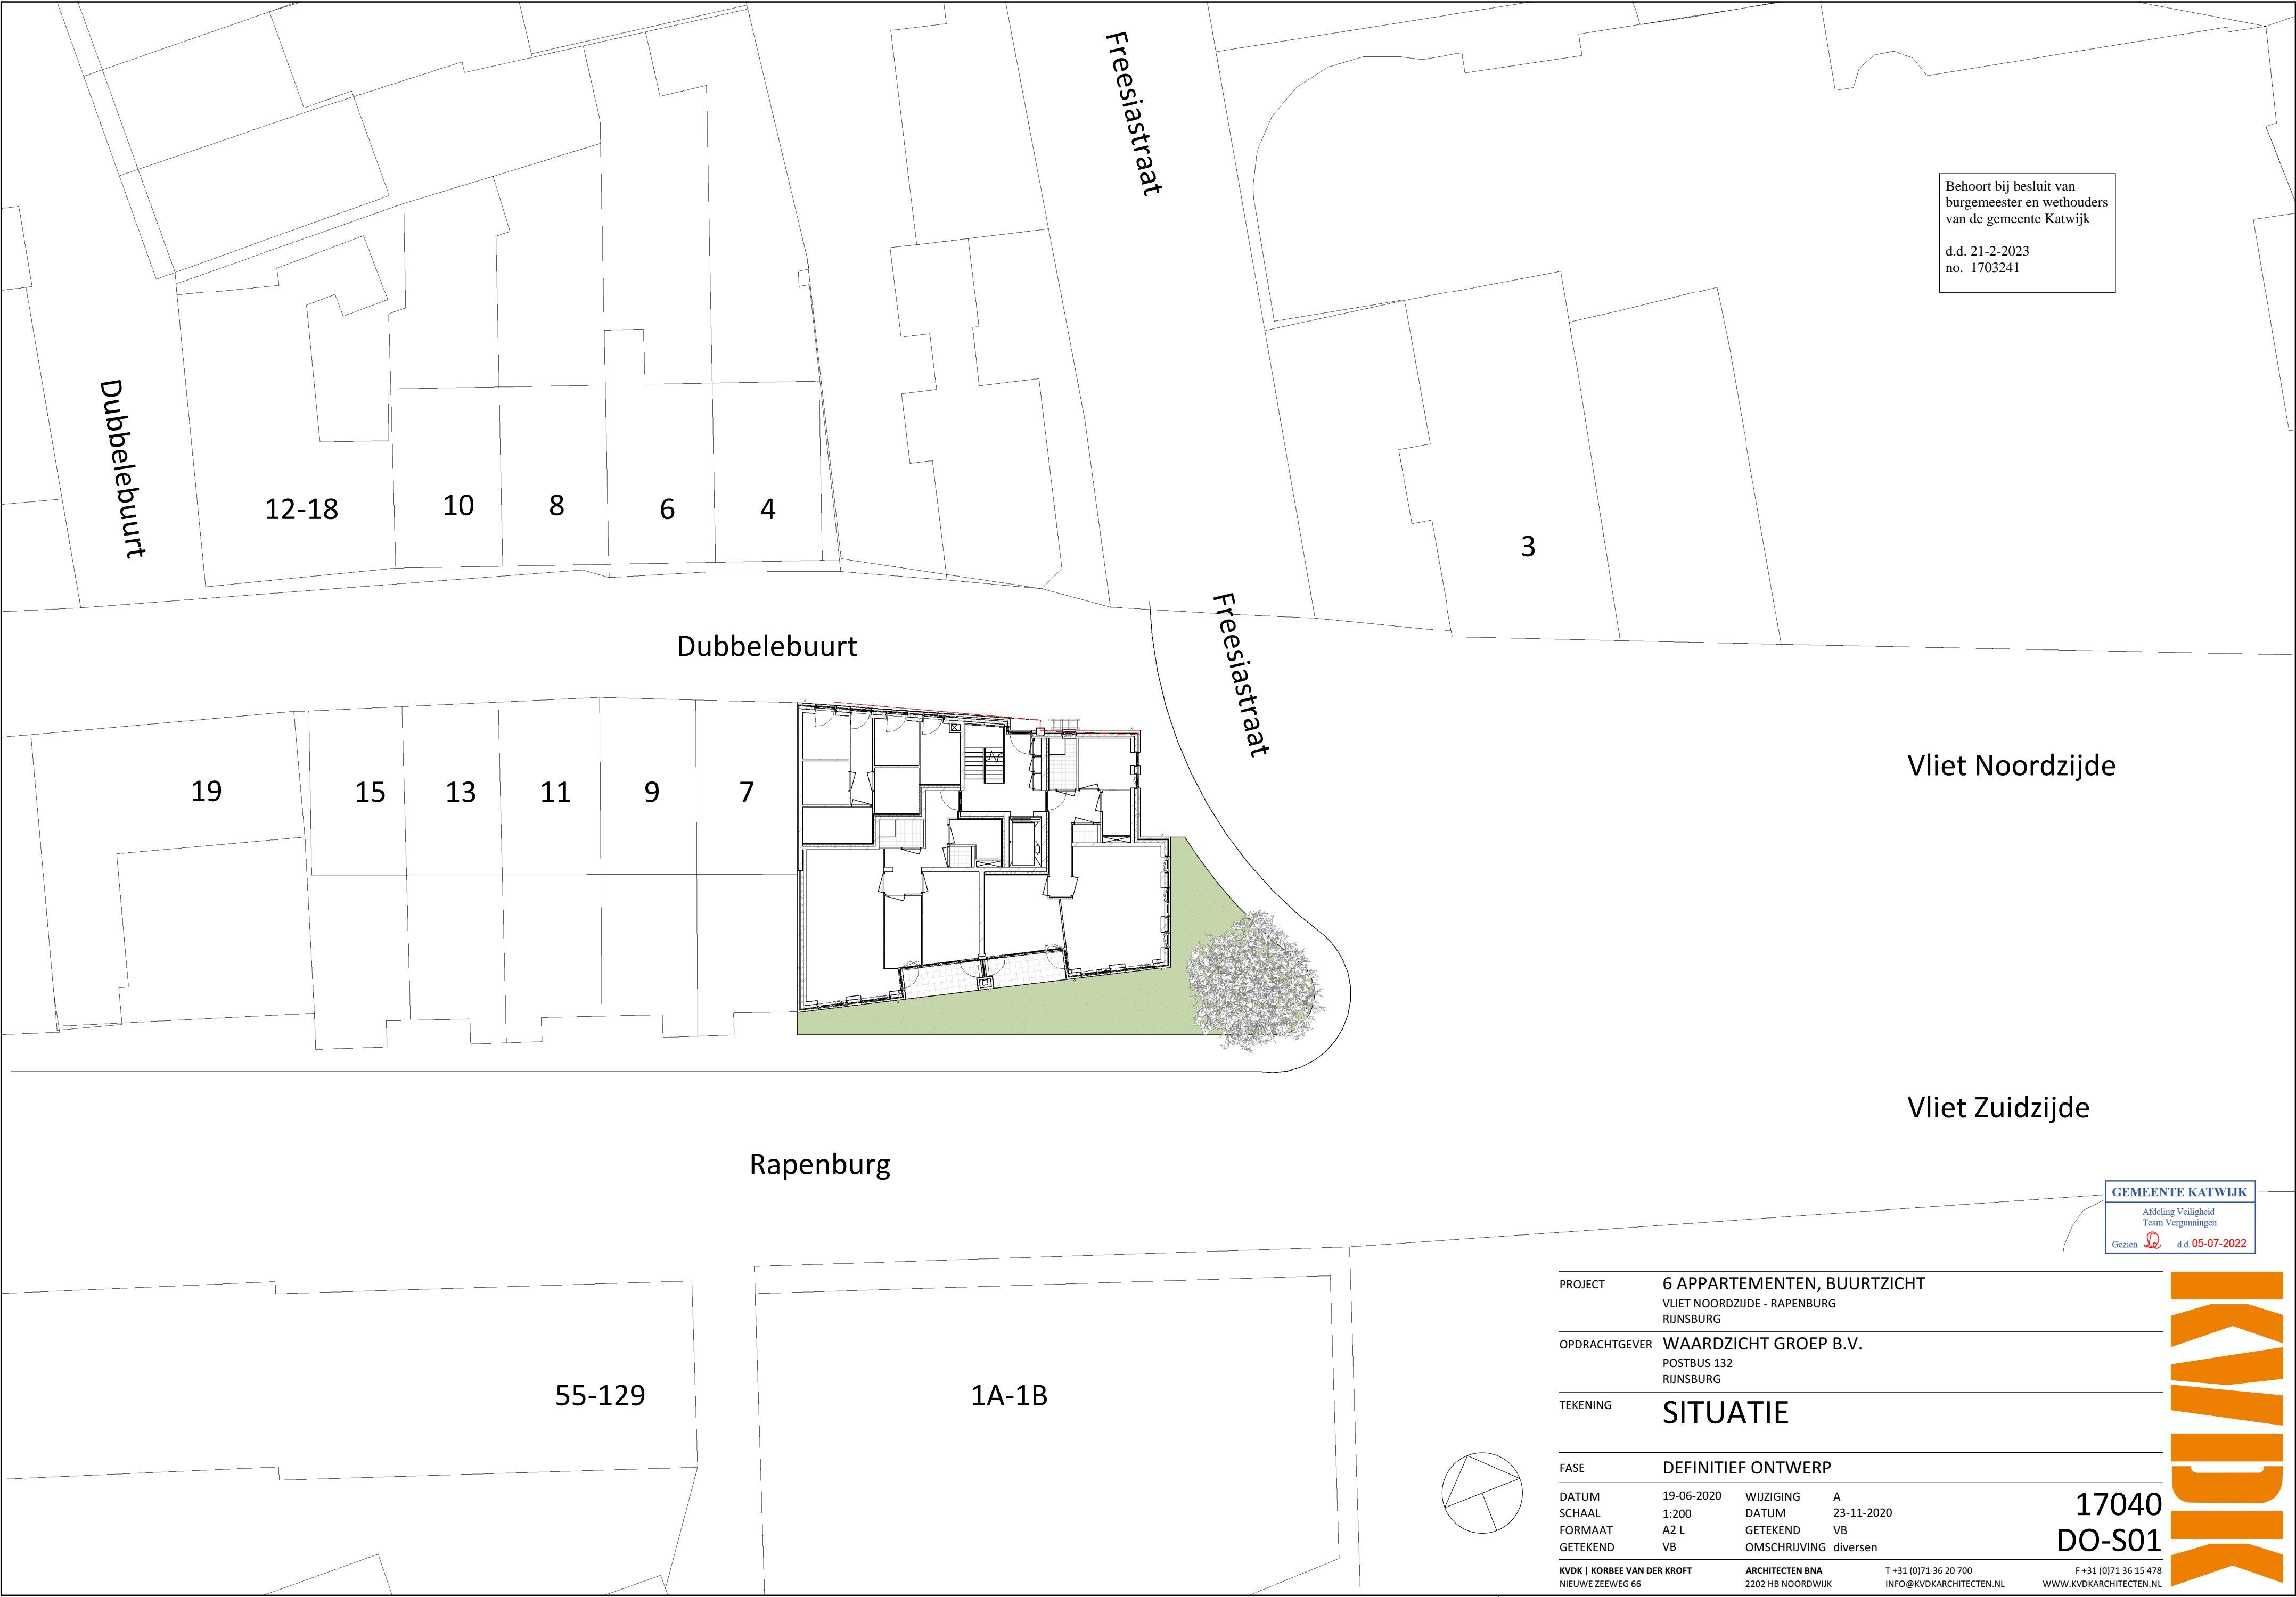 Freesiastraat
Behoort bij besluit van
burgemeester en wethouders
van de gemeente Katwijk
d.d. 21-2-2023
no. 1703241
Dubbelebuurt
12-18
10
8
6
4
3
Freesiastraat
Dubbelebuurt
Vliet Noordzijde
19
15
13
11
9
7
Vliet Zuidzijde
Rapenburg
GEMEENTE KATWIJK
Afdeling Veiligheid
Team Vergunningen
Gezien d.d. 05-07-2022
55-129
1A-1B
PROJECT 6 APPARTEMENTEN, BUURTZICHT
VLIET NOORDZIJDE - RAPENBURG
RIJNSBURG
OPDRACHTGEVER WAARDZICHT GROEP B.V.
POSTBUS 132
RIJNSBURG
TEKENING SITUATIE
FASE DEFINITIEF ONTWERP
DATUM 19-06-2020 WIJZIGING A
SCHAAL 1:200 DATUM 23-11-2020
FORMAAT A2 L GETEKEND VB
GETEKEND VB OMSCHRIJVING diversen
17040
DO-S01
KVDK | KORBEE VAN DER KROFT ARCHITECTEN BNA T +31 (0)71 36 20 700 F +31 (0)71 36 15 478
NIEUWE ZEEWEG 66 2202 HB NOORDWIJK INFO@KVDKARCHITECTEN.NL WWW.KVDKARCHITECTEN.NL
KVDK